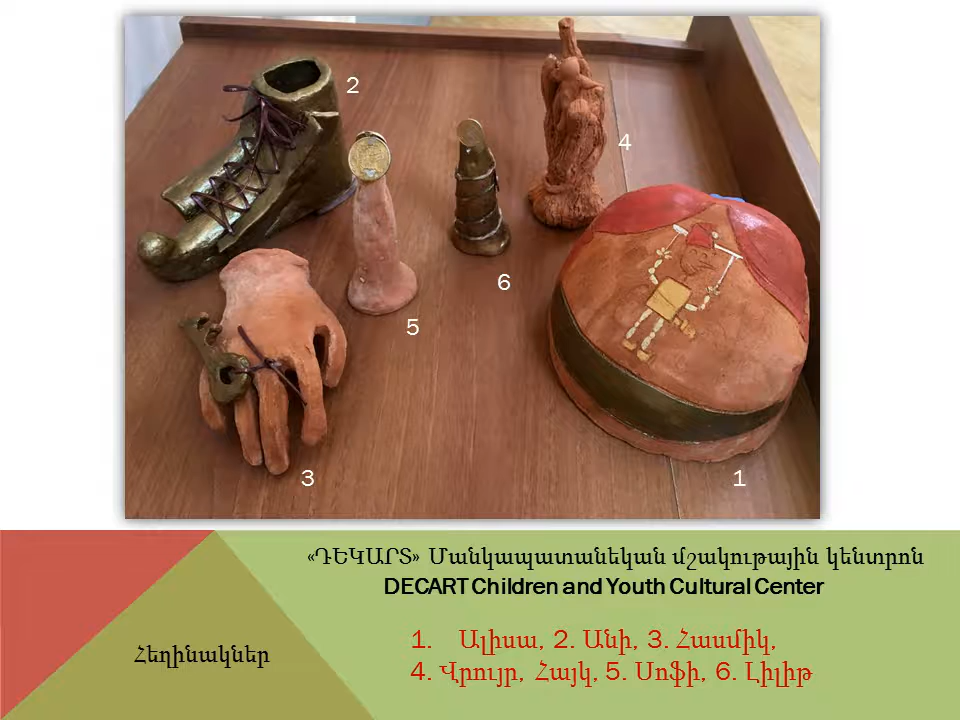 2
4
6
5
3
1
«ԴԵԿԱՐՏ» Մանկապատանեկան մշակութային կենտրոն
DECART Children and Youth Cultural Center
Հեղինակներ
1. Ալիսա, 2. Անի, 3. Հասմիկ,
4. Վրույր, Հայկ, 5. Սոֆի, 6. Լիլիթ